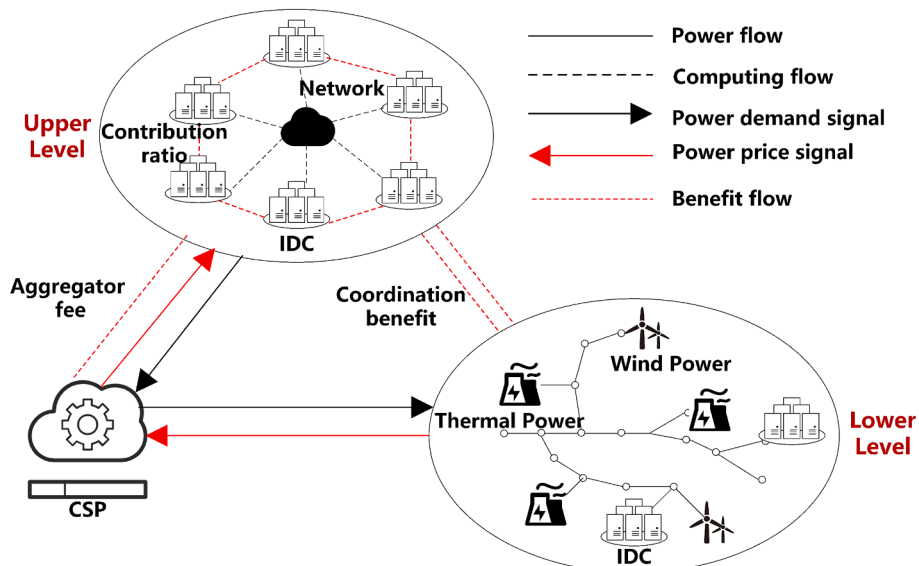 Power flow
Computing flow
Power demand signal
Power price signal
Benefit flow
Upper
Level
Network
Contribution
ratio
IDC
Aggregator
fee
Coordination
benefit
Wind Power
Thermal Power
Lower
Level
CSP
IDC